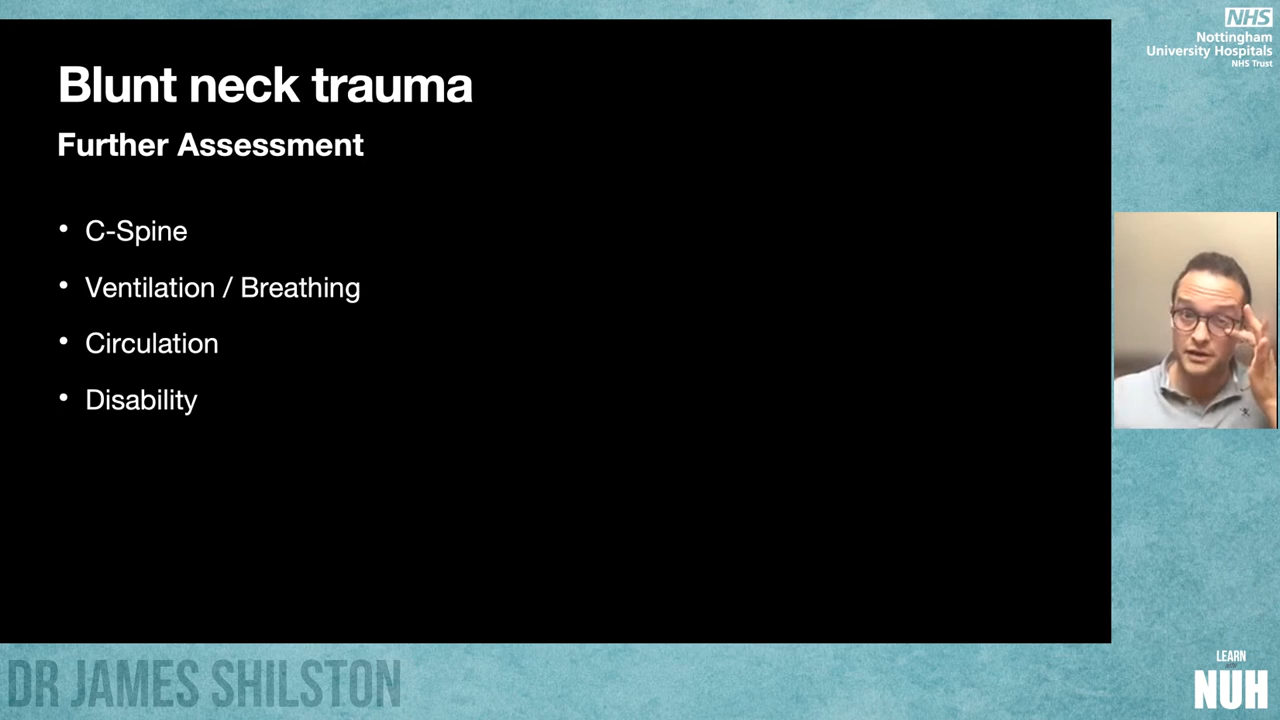 Blunt neck trauma
Further Assessment
• C-Spine
• Ventilation / Breathing
• Circulation
• Disability
NHS
Nottingham
University Hospitals
NHS Trust
DR JAMES SHILSTON
LEARN
NUH